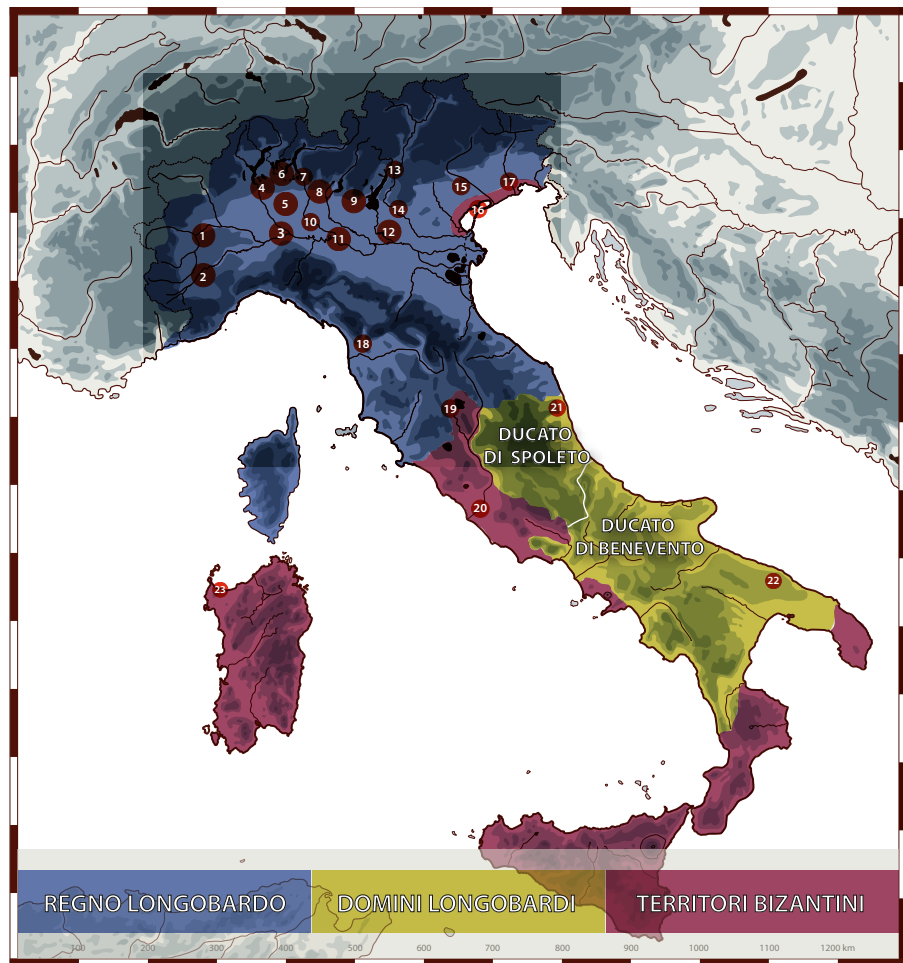 13
6
7
17
4
8
15
9
5
14
16
10
1
3
12
11
2
18
19
21
DUCATO
DI SPOLETO
20
DUCATO
DI BENEVENTO
22
23
REGNO LONGOBARDO
DOMINI LONGOBARDI
TERRITORI BIZANTINI
100 200 300 400 500 600 700 800 900 1000 1100 1200 km